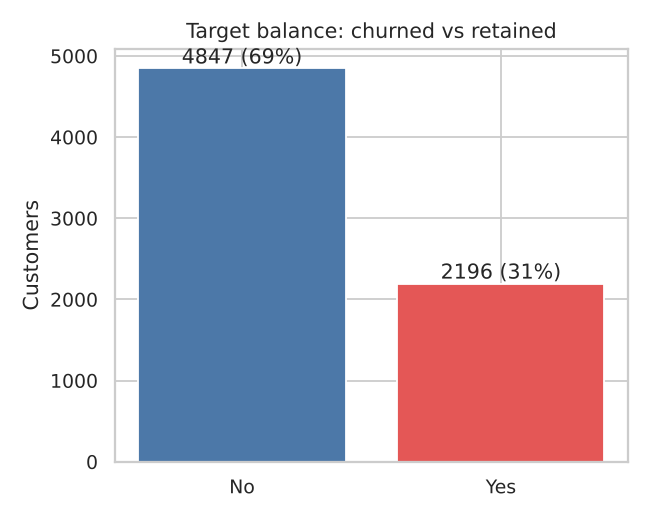 Target balance: churned vs retained
5000
4847 (69%)
4000
3000
Customers
2196 (31%)
2000
1000
0
No
Yes